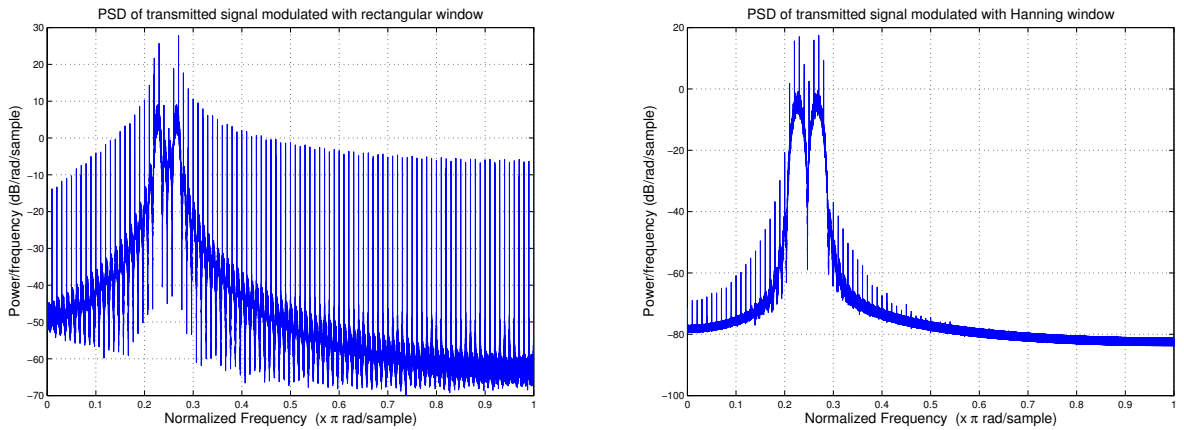 PSD of transmitted signal modulated with rectangular window
30
20
10
0
−10
−20
−30
−40
−50
−60
−70
Power/frequency (dB/rad/sample)
0 0.1 0.2 0.3 0.4 0.5 0.6 0.7 0.8 0.9 1
Normalized Frequency (x π rad/sample)
PSD of transmitted signal modulated with Hanning window
20
0
−20
−40
−60
−80
−100
Power/frequency (dB/rad/sample)
0 0.1 0.2 0.3 0.4 0.5 0.6 0.7 0.8 0.9 1
Normalized Frequency (x π rad/sample)